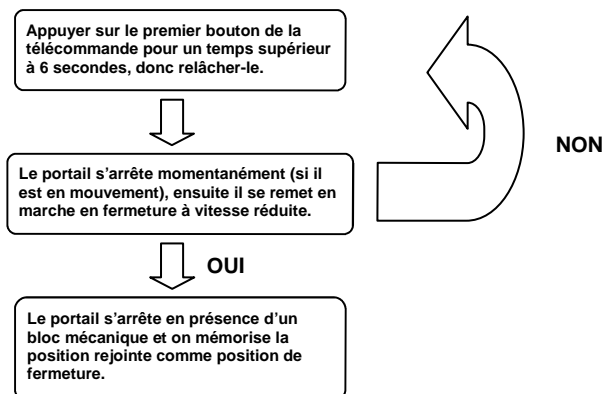 Appuyer sur le premier bouton de la
télécommande pour un temps supérieur
à 6 secondes, donc relâcher-le.
NON
Le portail s'arrête momentanément (si il
est en mouvement), ensuite il se remet en
marche en fermeture à vitesse réduite.
OUI
Le portail s'arrête en présence d'un
bloc mécanique et on mémorise la
position rejointe comme position de
fermeture.